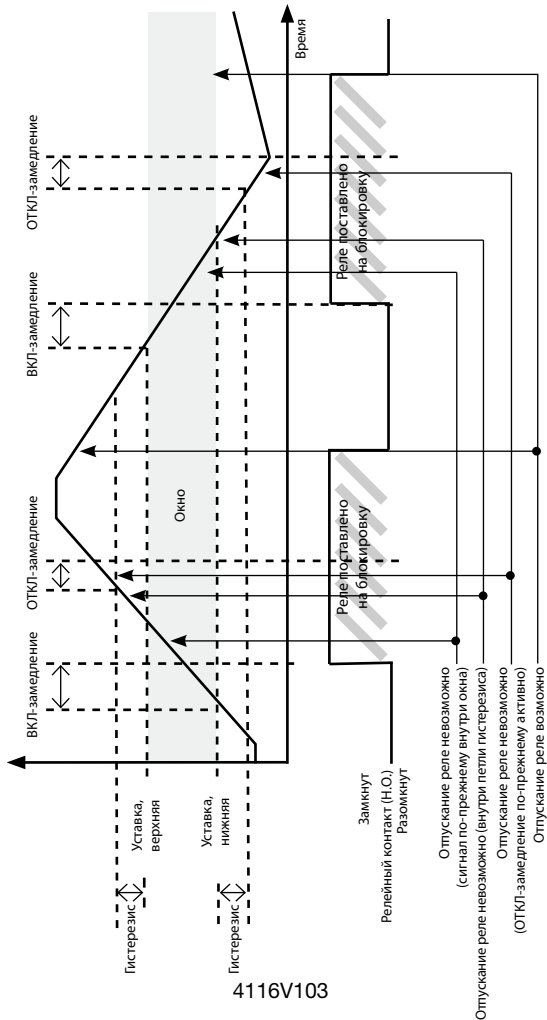 ВКЛ-замедление
ОТКЛ-замедление
ВКЛ-замедление
ОТКЛ-замедление
Гистерезис
Уставка,
верхняя
Окно
Уставка,
нижняя
Гистерезис
Время
Замкнут
Релейный контакт (Н.О.)
Разомкнут
Реле поставлено
на блокировку
Реле поставлено
на блокировку
Отпускание реле невозможно
(сигнал по-прежнему внутри окна)
Отпускание реле невозможно (внутри петли гистерезиса)
Отпускание реле невозможно
(ОТКЛ-замедление по-прежнему активно)
Отпускание реле возможно
4116V103